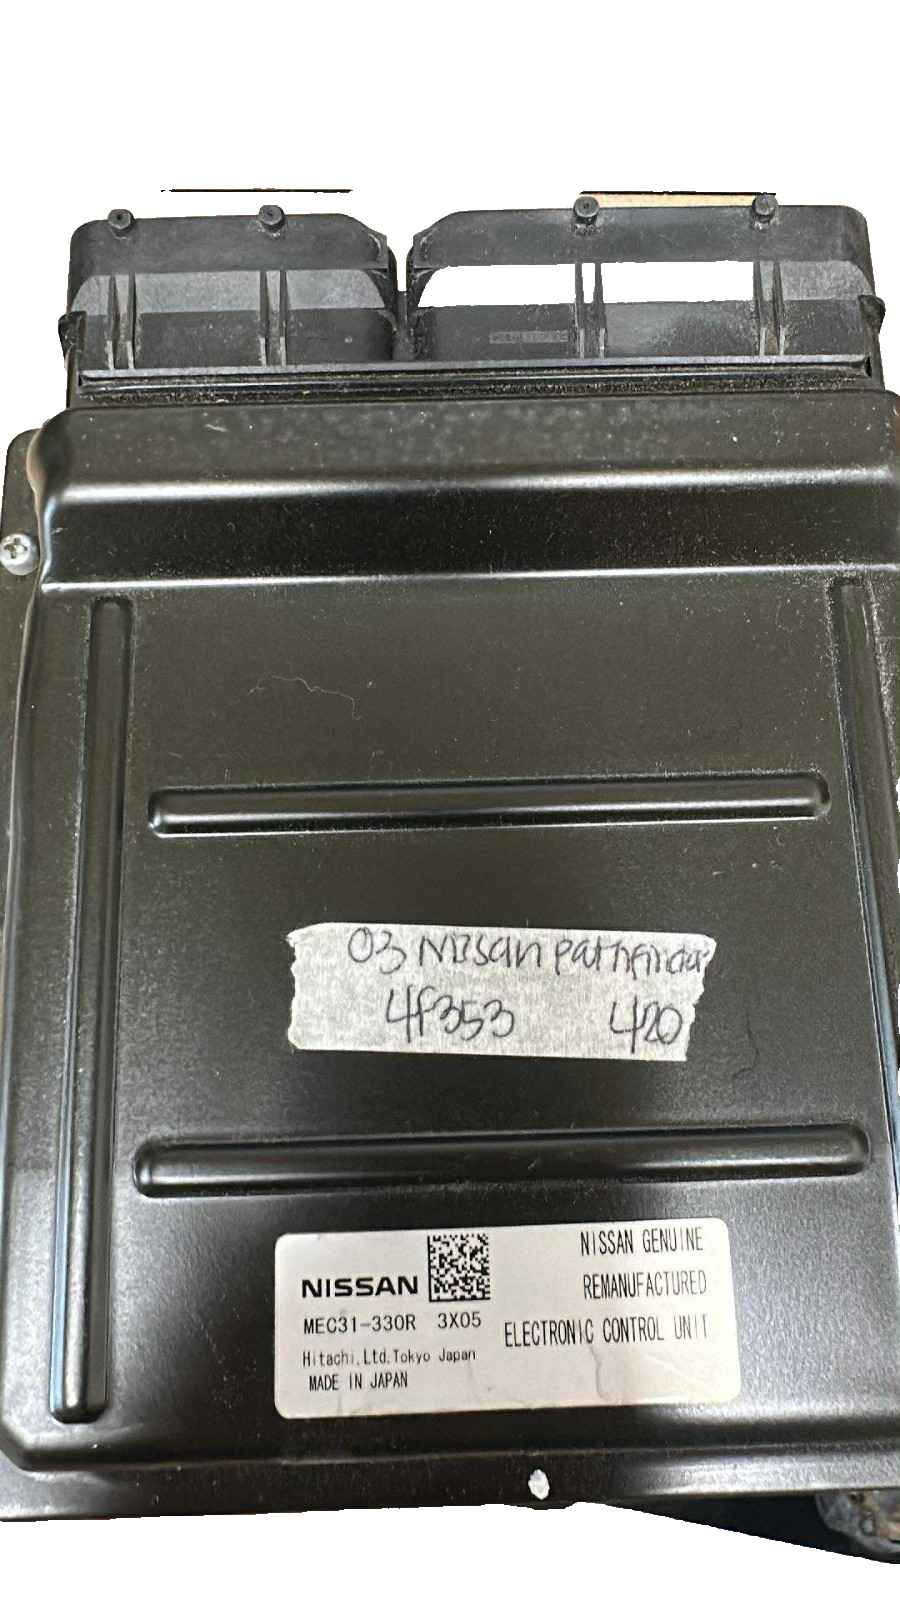 03 Nissan Pathfinder
4f353 420
NISSAN GENUINE
NISSAN
REMANUFACTURED
MEC31-330R 3X05
ELECTRONIC CONTROL UNIT
Hitachi,Ltd.Tokyo Japan
MADE IN JAPAN